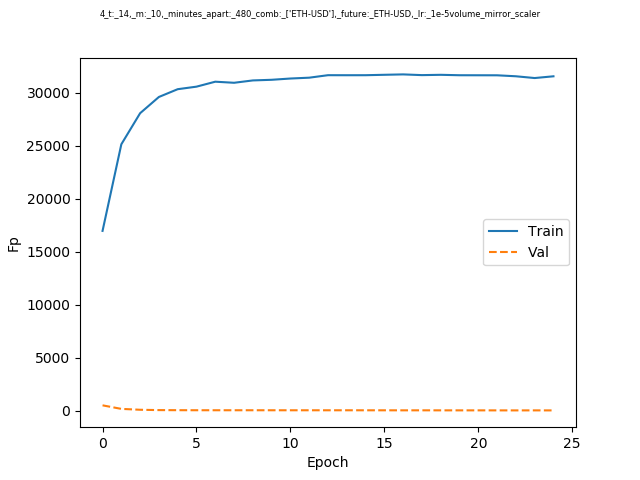 4_t:_14,_m:_10,_minutes_apart:_480_comb:_['ETH-USD'],_future:_ETH-USD,_lr:_1e-5volume_mirror_scaler
30000
25000
20000
15000
10000
5000
0
Fp
Train
Val
0 5 10 15 20 25
Epoch